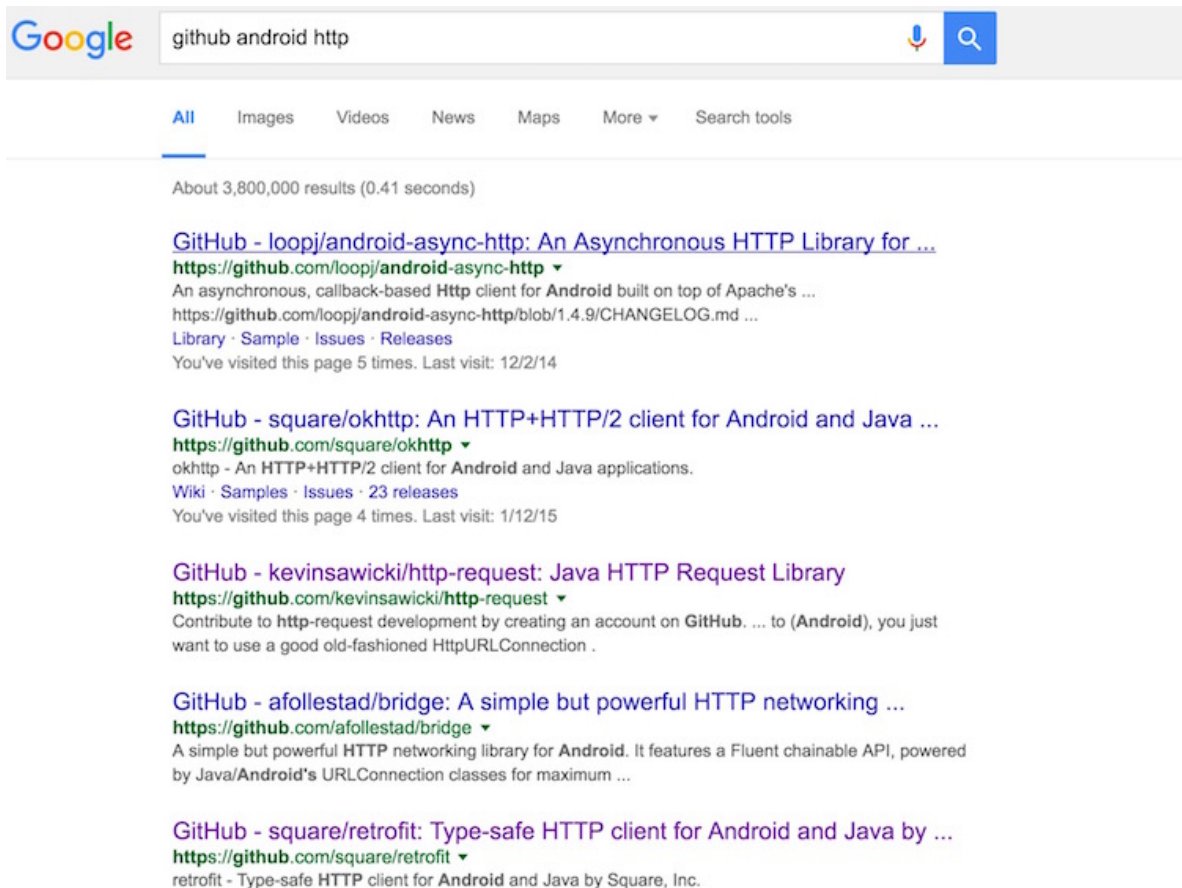 Google
github android http
All Images Videos News Maps More ▾ Search tools
About 3,800,000 results (0.41 seconds)
GitHub - loopj/android-async-http: An Asynchronous HTTP Library for ...
https://github.com/loopj/android-async-http ▾
An asynchronous, callback-based Http client for Android built on top of Apache's ...
https://github.com/loopj/android-async-http/blob/1.4.9/CHANGELOG.md ...
Library · Sample · Issues · Releases
You've visited this page 5 times. Last visit: 12/2/14
GitHub - square/okhttp: An HTTP+HTTP/2 client for Android and Java ...
https://github.com/square/okhttp ▾
okhttp - An HTTP+HTTP/2 client for Android and Java applications.
Wiki · Samples · Issues · 23 releases
You've visited this page 4 times. Last visit: 1/12/15
GitHub - kevinsawicki/http-request: Java HTTP Request Library
https://github.com/kevinsawicki/http-request ▾
Contribute to http-request development by creating an account on GitHub. ... to (Android), you just
want to use a good old-fashioned HttpURLConnection .
GitHub - afollestad/bridge: A simple but powerful HTTP networking ...
https://github.com/afollestad/bridge ▾
A simple but powerful HTTP networking library for Android. It features a Fluent chainable API, powered
by Java/Android's URLConnection classes for maximum ...
GitHub - square/retrofit: Type-safe HTTP client for Android and Java by ...
https://github.com/square/retrofit ▾
retrofit - Type-safe HTTP client for Android and Java by Square, Inc.